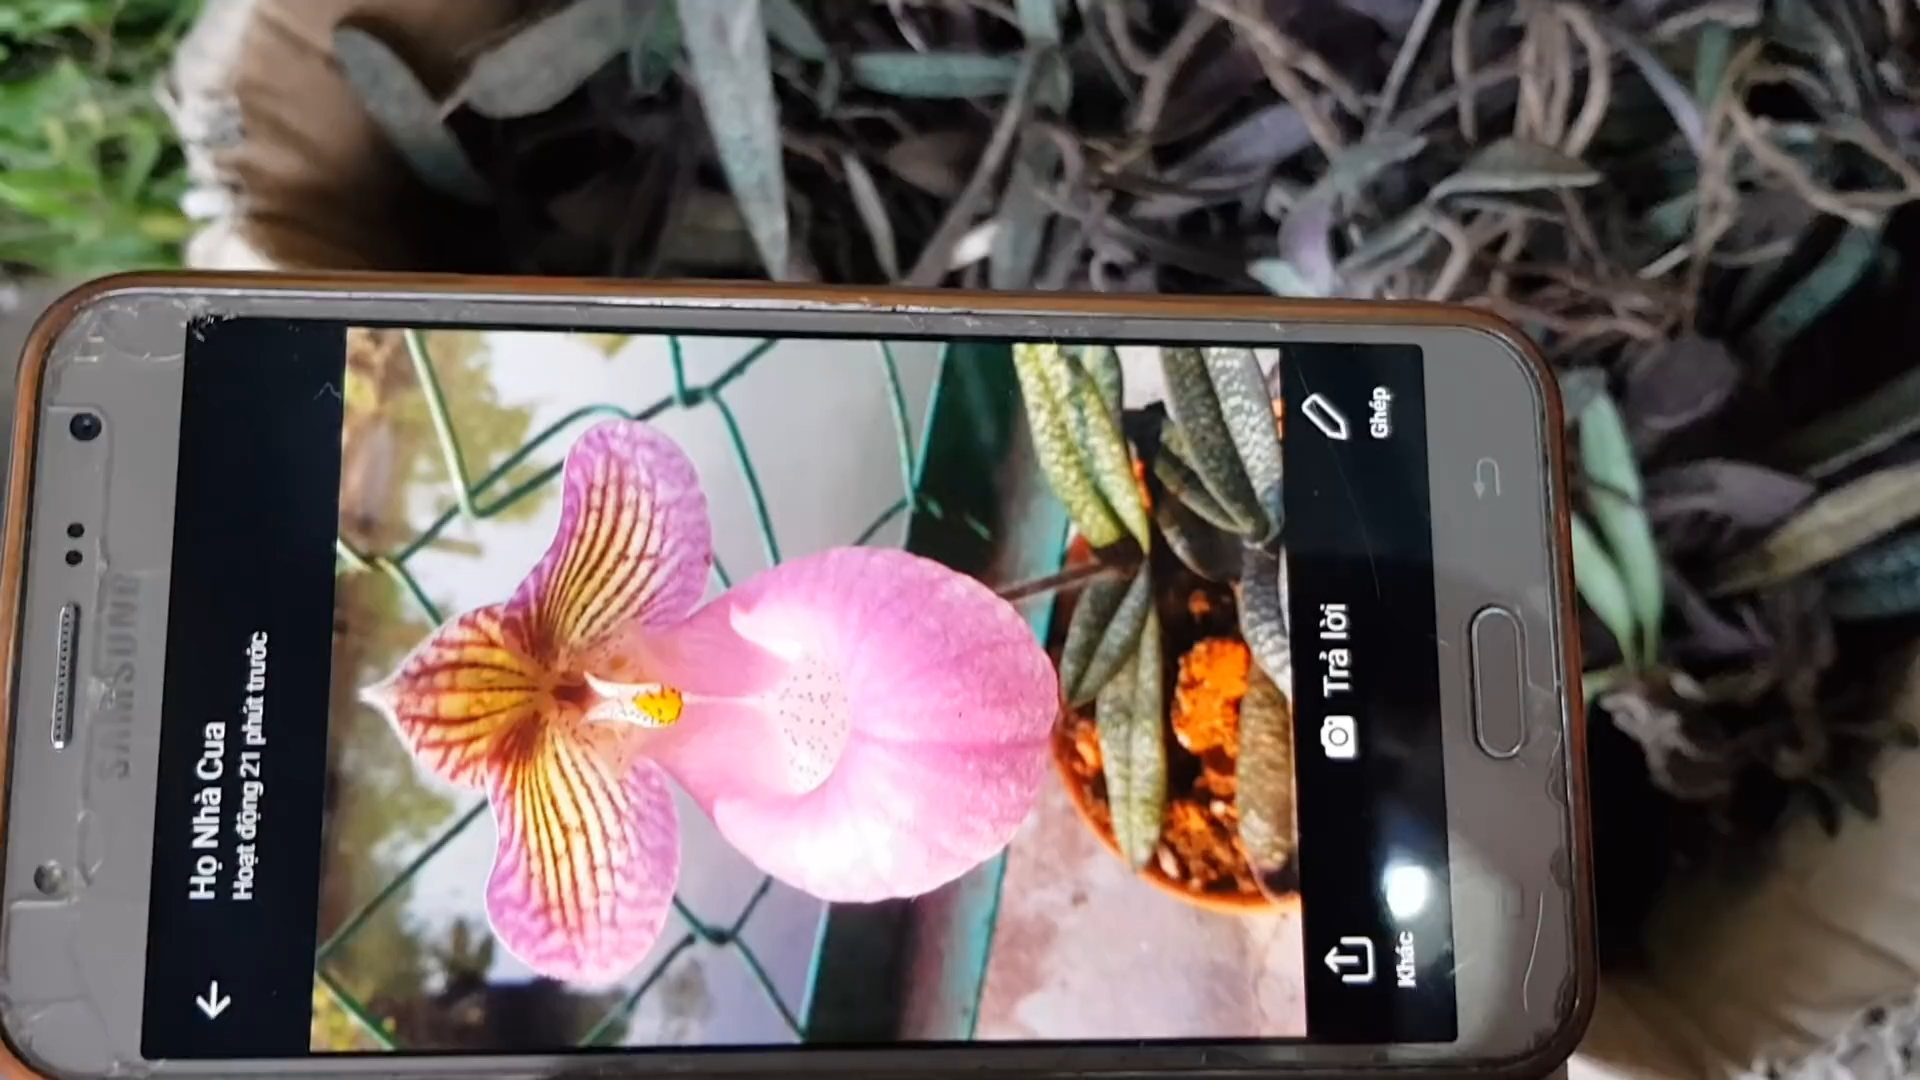 SAMSUNG
Họ Nhà Cua
Hoạt động 21 phút trước
Khác
Trả lời
Ghép